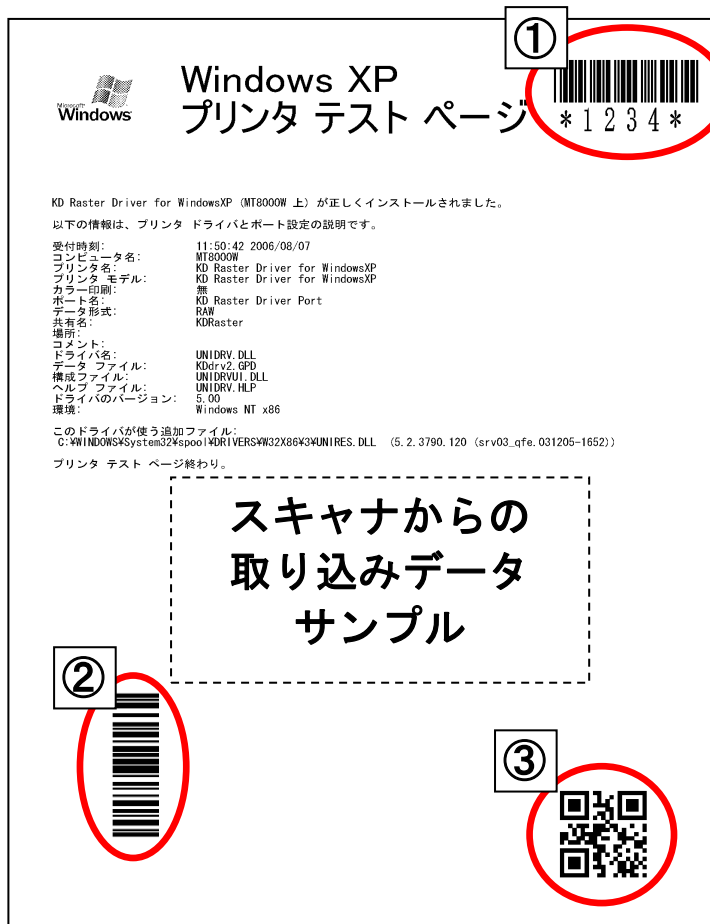 ①
Microsoft
Windows
Windows XP
プリンタ テスト ページ
*1234*
KD Raster Driver for WindowsXP (MT8000W 上) が正しくインストールされました。
以下の情報は、プリンタ ドライバとポート設定の説明です。
受付時刻: 11:50:42 2006/08/07
コンピュータ名: MT8000W
プリンタ名: KD Raster Driver for WindowsXP
プリンタ モデル: KD Raster Driver for WindowsXP
カラー印刷: 無
ポート名: KD Raster Driver Port
データ形式: RAW
共有名: KDRaster
場所:
コメント:
ドライバ名: UNIDRV.DLL
データ ファイル: KDdrv2.GPD
構成ファイル: UNIDRVUI.DLL
ヘルプ ファイル: UNIDRV.HLP
ドライバのバージョン: 5.00
環境: Windows NT x86
このドライバが使う追加ファイル:
C:¥WINDOWS¥System32¥spool¥DRIVERS¥W32X86¥3¥UNIRES.DLL (5.2.3790.120 (srv03_qfe.031205-1652))
プリンタ テスト ページ終わり。
スキャナからの
取り込みデータ
サンプル
②
③